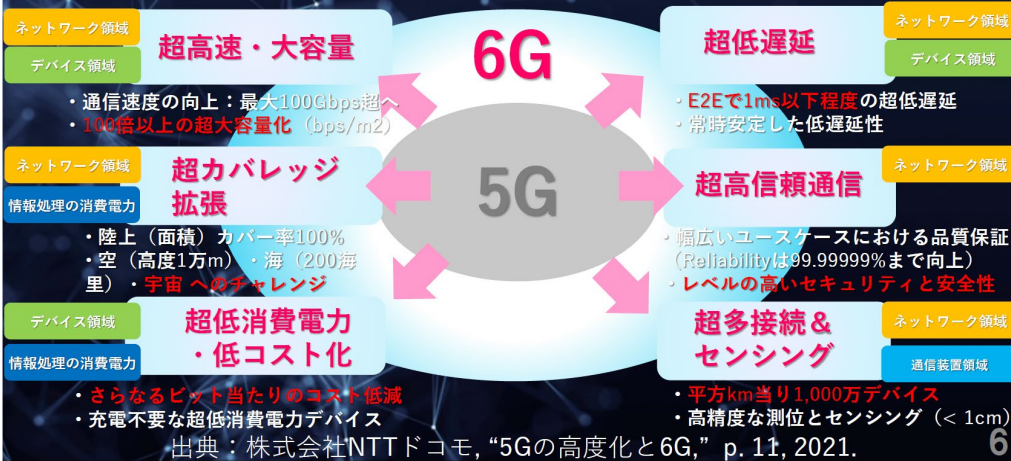 ネットワーク領域
デバイス領域
超高速・大容量
・通信速度の向上：最大100Gbps超へ
・100倍以上の超大容量化（bps/m2）
ネットワーク領域
情報処理の消費電力
超カバレッジ
拡張
・陸上（面積）カバー率100%
・空（高度1万m）・海（200海
里）・宇宙 へのチャレンジ
デバイス領域
情報処理の消費電力
超低消費電力
・低コスト化
・さらなるビット当たりのコスト低減
・充電不要な超低消費電力デバイス
6G
5G
超低遅延
ネットワーク領域
デバイス領域
・E2Eで1ms以下程度の超低遅延
・常時安定した低遅延性
超高信頼通信
ネットワーク領域
・幅広いユースケースにおける品質保証
（Reliabilityは99.99999%まで向上）
・レベルの高いセキュリティと安全性
超多接続＆
センシング
ネットワーク領域
通信装置領域
・平方km当り1,000万デバイス
・高精度な測位とセンシング（< 1cm）
出典：株式会社NTTドコモ, “5Gの高度化と6G,” p. 11, 2021.
6